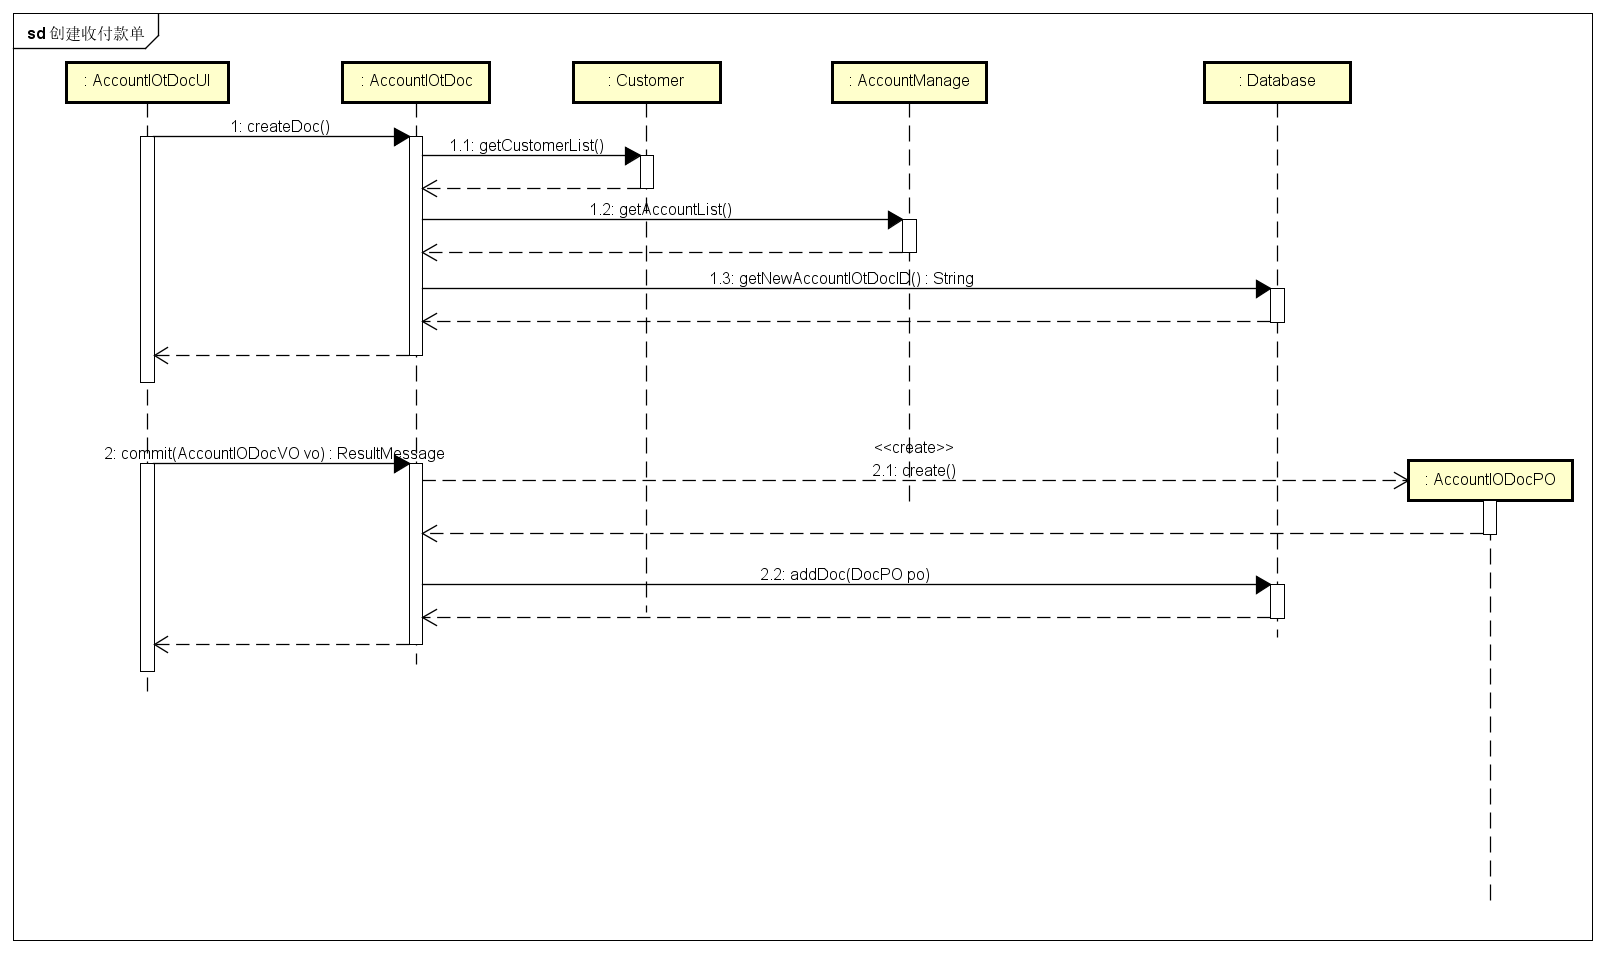 sd 创建收付款单
: AccountIOtDocUI
: AccountIOtDoc
: Customer
: AccountManage
: Database
1: createDoc()
1.1: getCustomerList()
1.2: getAccountList()
1.3: getNewAccountIOtDocID() : String
2: commit(AccountIODocVO vo) : ResultMessage
<<create>>
2.1: create()
: AccountIODocPO
2.2: addDoc(DocPO po)